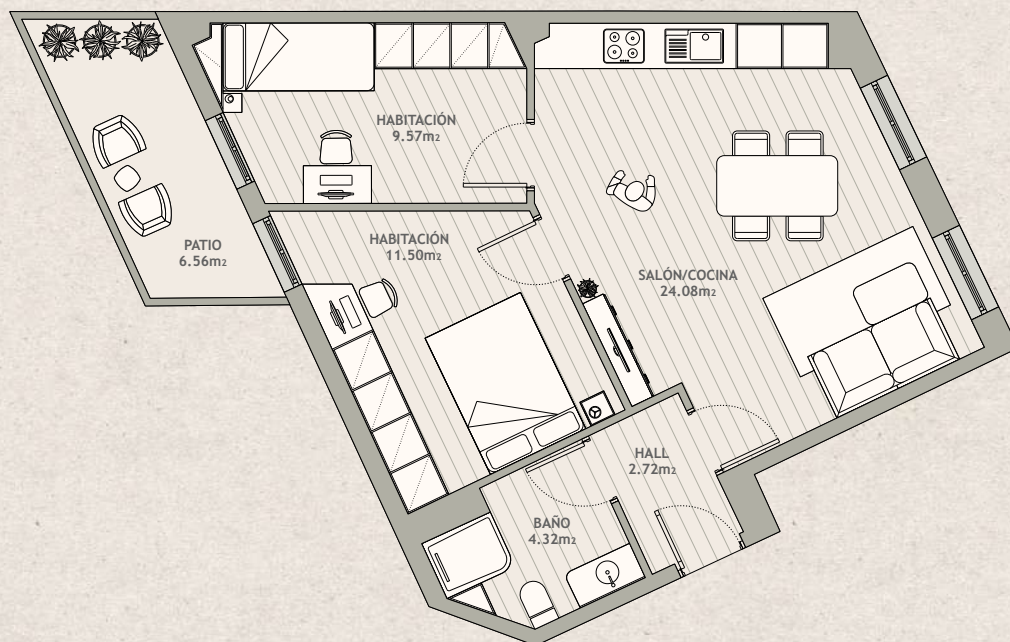 HABITACIÓN
9.57m2
HABITACIÓN
11.50m2
PATIO
6.56m2
SALÓN/COCINA
24.08m2
HALL
2.72m2
BAÑO
4.32m2